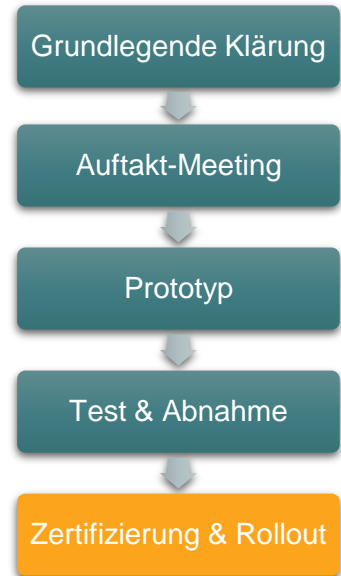 Grundlegende Klärung
Auftakt-Meeting
Prototyp
Test & Abnahme
Zertifizierung & Rollout